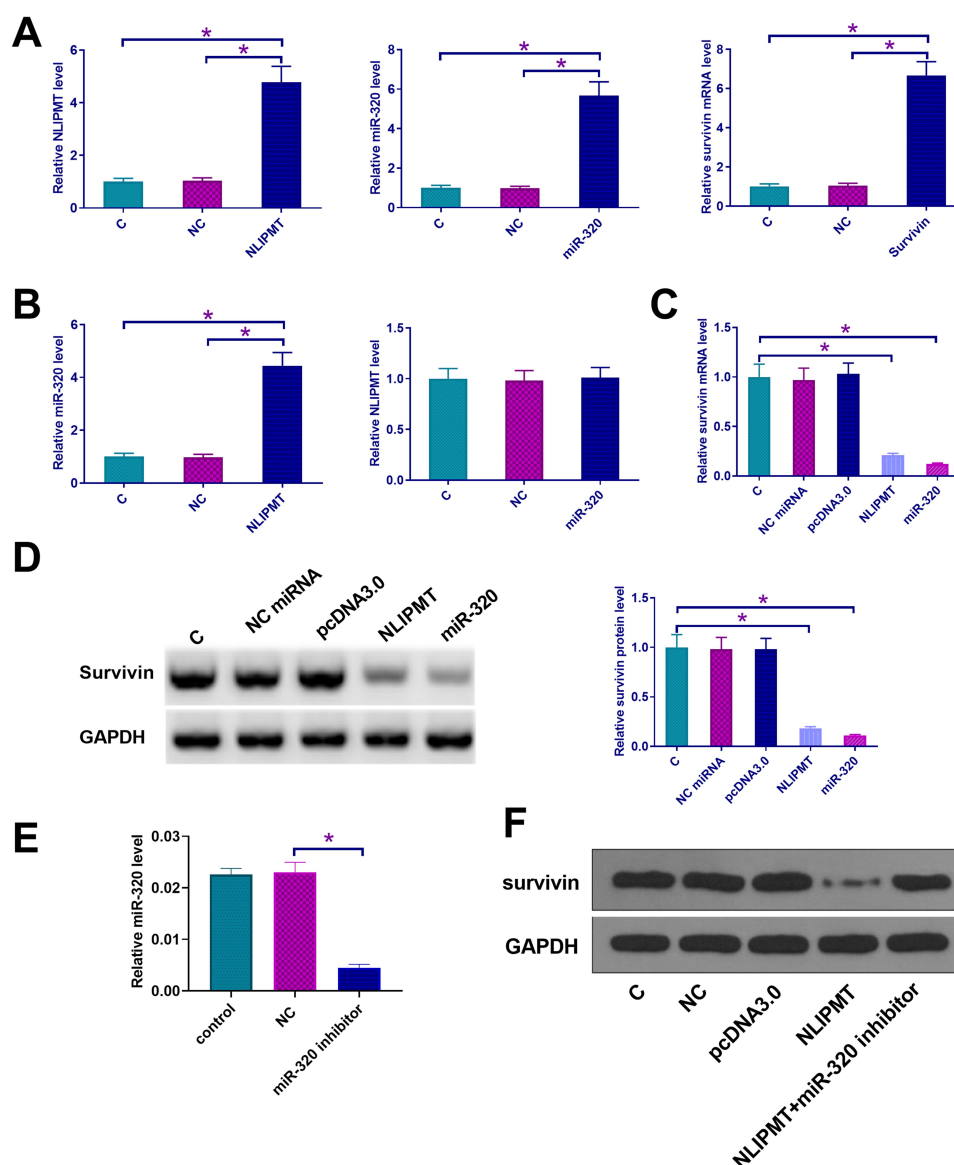 A
Relative NLIPMT level
6
4
2
0
*
*
C
NC
NLIPMT
Relative miR-320 level
8
6
4
2
0
*
*
C
NC
miR-320
Relative survivin mRNA level
8
6
4
2
0
*
*
C
NC
Survivin
B
Relative miR-320 level
6
4
2
0
*
*
C
NC
NLIPMT
Relative NLIPMT level
1.5
1.0
0.5
0.0
C
NC
miR-320
C
Relative survivin mRNA level
1.5
1.0
0.5
0.0
*
*
C
NC miRNA
pcDNA3.0
NLIPMT
miR-320
D
C
NC miRNA
pcDNA3.0
NLIPMT
miR-320
Survivin
GAPDH
Relative survivin protein level
1.5
1.0
0.5
0.0
*
*
C
NC miRNA
pcDNA3.0
NLIPMT
miR-320
E
Relative miR-320 level
0.03
0.02
0.01
0.00
*
control
NC
miR-320 inhibitor
F
survivin
GAPDH
C
NC
pcDNA3.0
NLIPMT
NLIPMT+miR-320 inhibitor